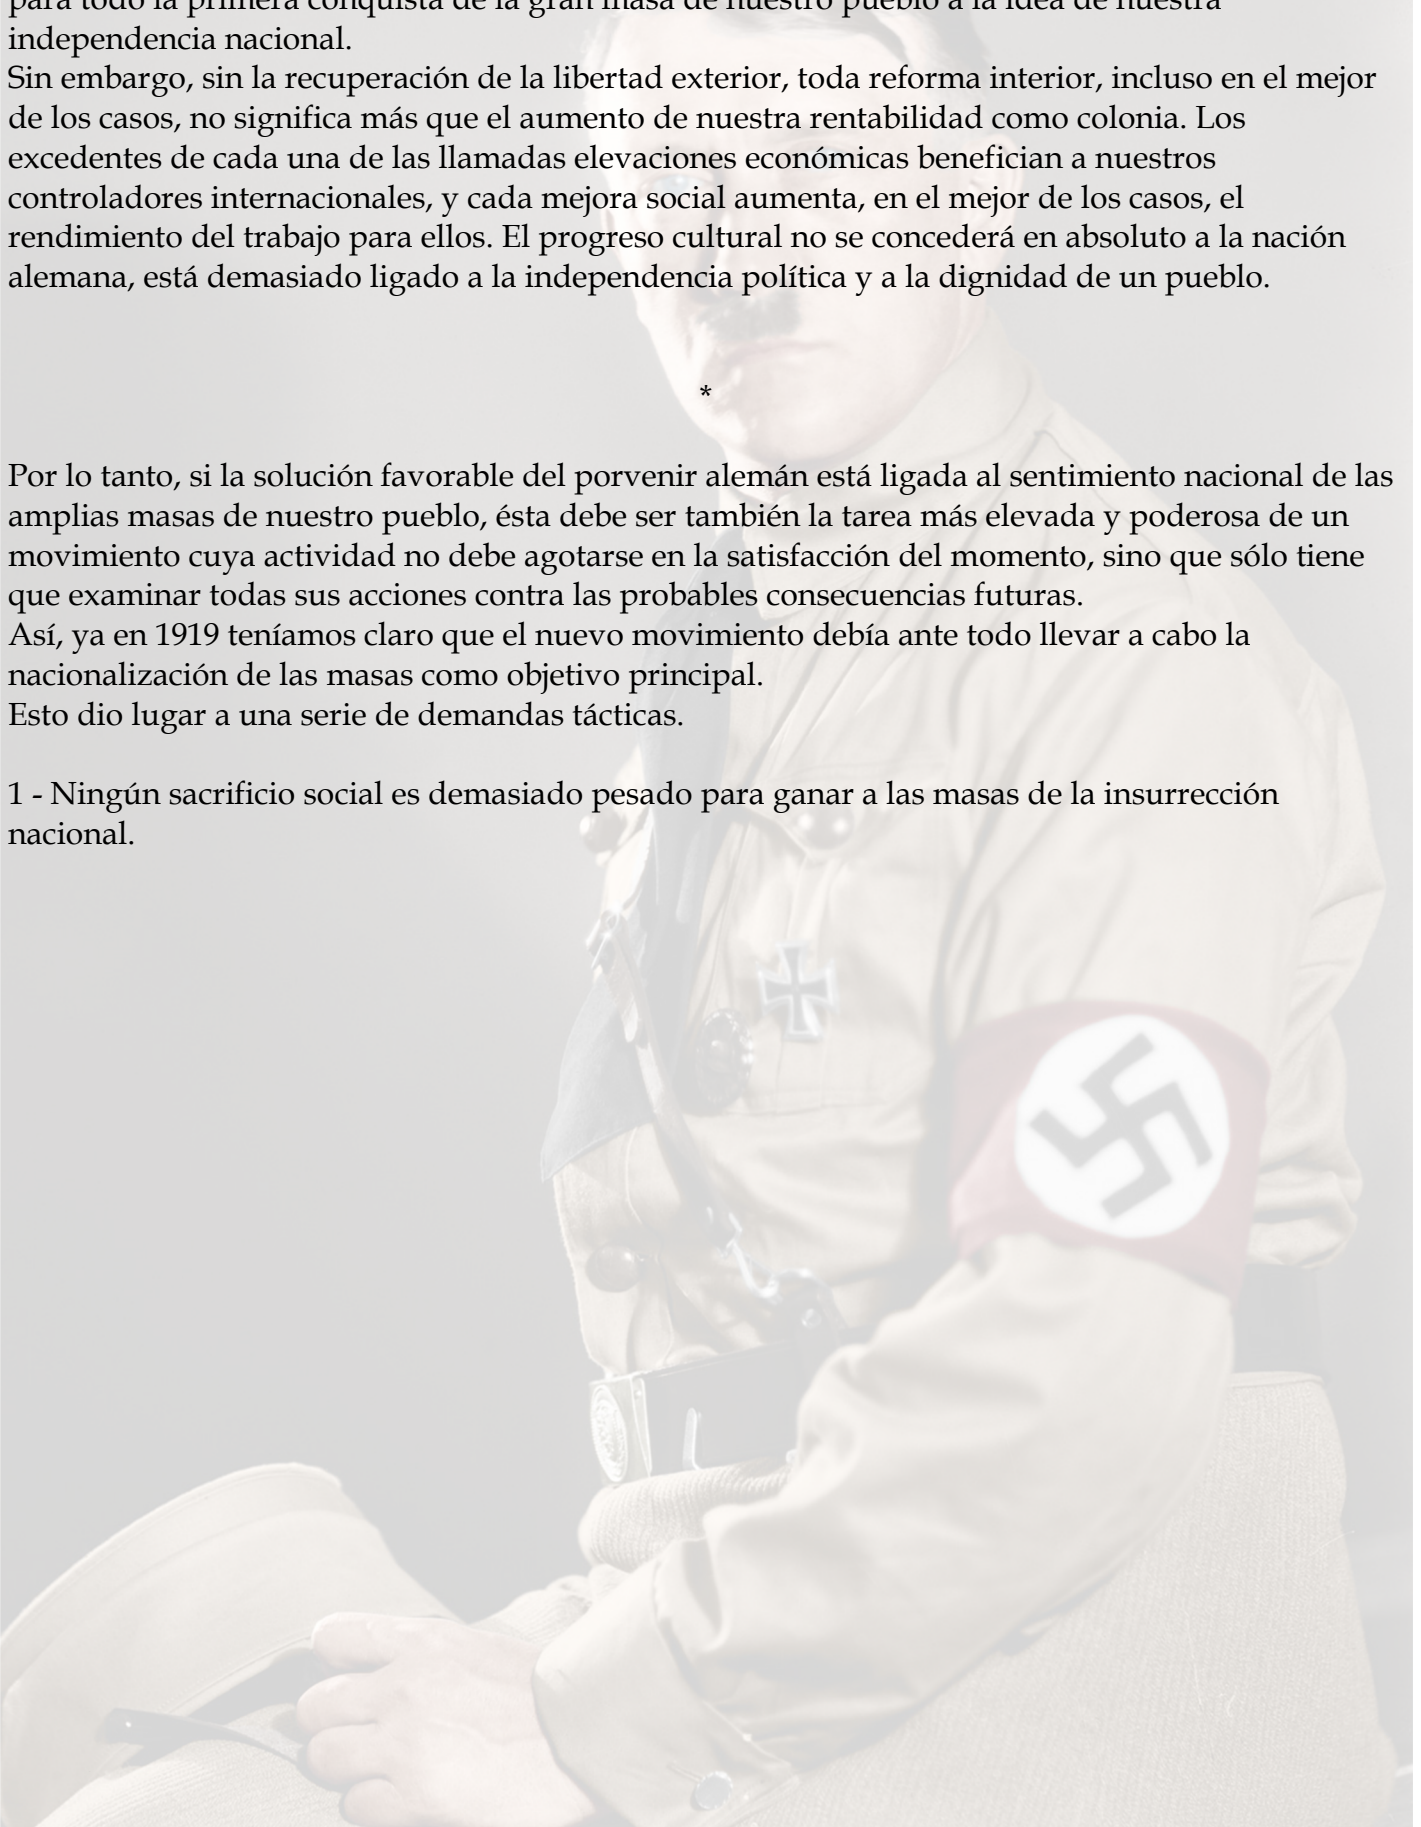 para todo la primera conquista de la gran masa de nuestro pueblo a la idea de nuestra
independencia nacional.
Sin embargo, sin la recuperación de la libertad exterior, toda reforma interior, incluso en el mejor
de los casos, no significa más que el aumento de nuestra rentabilidad como colonia. Los
excedentes de cada una de las llamadas elevaciones económicas benefician a nuestros
controladores internacionales, y cada mejora social aumenta, en el mejor de los casos, el
rendimiento del trabajo para ellos. El progreso cultural no se concederá en absoluto a la nación
alemana, está demasiado ligado a la independencia política y a la dignidad de un pueblo.
*
Por lo tanto, si la solución favorable del porvenir alemán está ligada al sentimiento nacional de las
amplias masas de nuestro pueblo, ésta debe ser también la tarea más elevada y poderosa de un
movimiento cuya actividad no debe agotarse en la satisfacción del momento, sino que sólo tiene
que examinar todas sus acciones contra las probables consecuencias futuras.
Así, ya en 1919 teníamos claro que el nuevo movimiento debía ante todo llevar a cabo la
nacionalización de las masas como objetivo principal.
Esto dio lugar a una serie de demandas tácticas.
1 - Ningún sacrificio social es demasiado pesado para ganar a las masas de la insurrección
nacional.